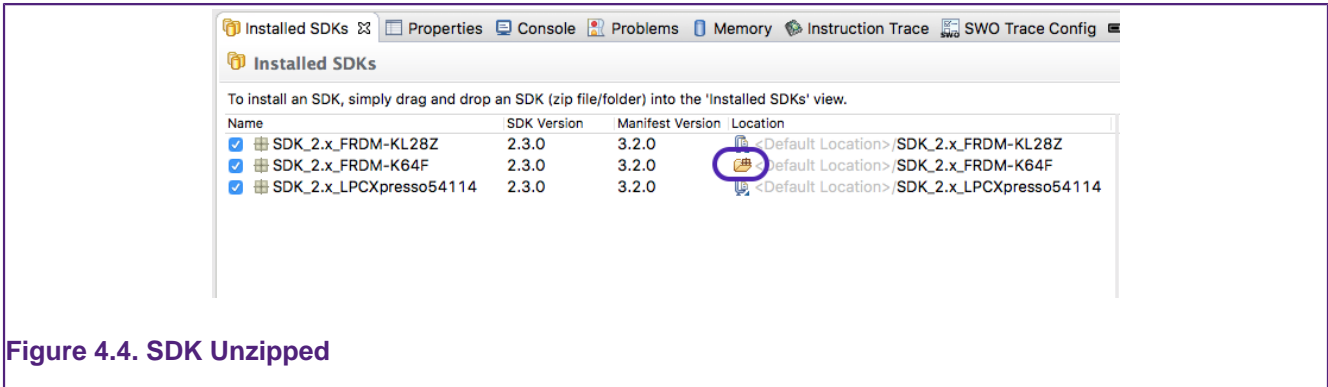 Installed SDKs Properties Console Problems Memory Instruction Trace SWO Trace Config
Installed SDKs
To install an SDK, simply drag and drop an SDK (zip file/folder) into the 'Installed SDKs' view.
Name SDK Version Manifest Version Location
SDK_2.x_FRDM-KL28Z 2.3.0 3.2.0 <Default Location>/SDK_2.x_FRDM-KL28Z
SDK_2.x_FRDM-K64F 2.3.0 3.2.0 <Default Location>/SDK_2.x_FRDM-K64F
SDK_2.x_LPCXpresso54114 2.3.0 3.2.0 <Default Location>/SDK_2.x_LPCXpresso54114
Figure 4.4. SDK Unzipped